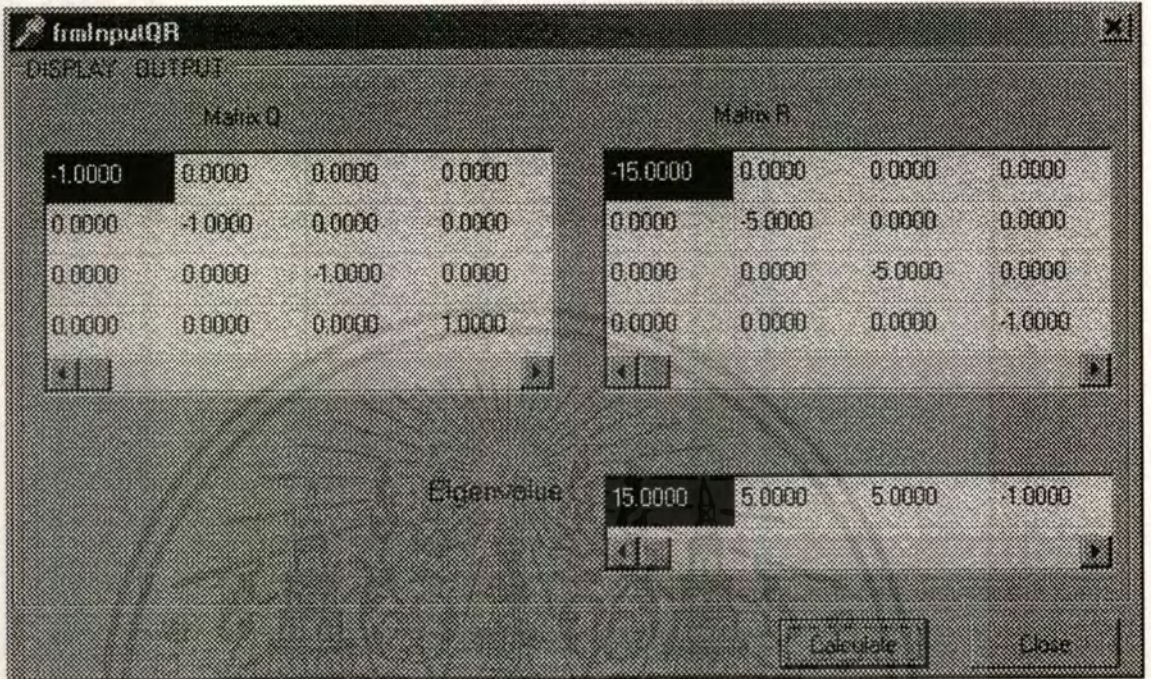 frmInputQR
DISPLAY OUTPUT
Matrix Q
Matrix R
-1.0000 0.0000 0.0000 0.0000
0.0000 -1.0000 0.0000 0.0000
0.0000 0.0000 -1.0000 0.0000
0.0000 0.0000 0.0000 1.0000
-15.0000 0.0000 0.0000 0.0000
0.0000 -5.0000 0.0000 0.0000
0.0000 0.0000 -5.0000 0.0000
0.0000 0.0000 0.0000 -1.0000
Eigenvalue
15.0000 5.0000 5.0000 -1.0000
Calculate
Close